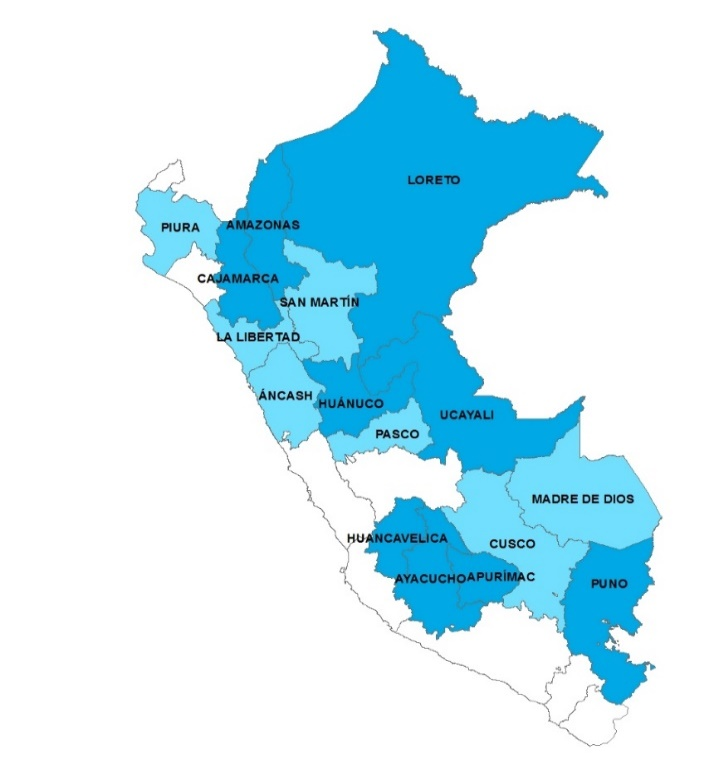 LORETO
PIURA
AMAZONAS
CAJAMARCA
SAN MARTÍN
LA LIBERTAD
ÁNCASH
HUÁNUCO
UCAYALI
PASCO
MADRE DE DIOS
HUANCAVELICA
CUSCO
AYACUCHO
APURÍMAC
PUNO